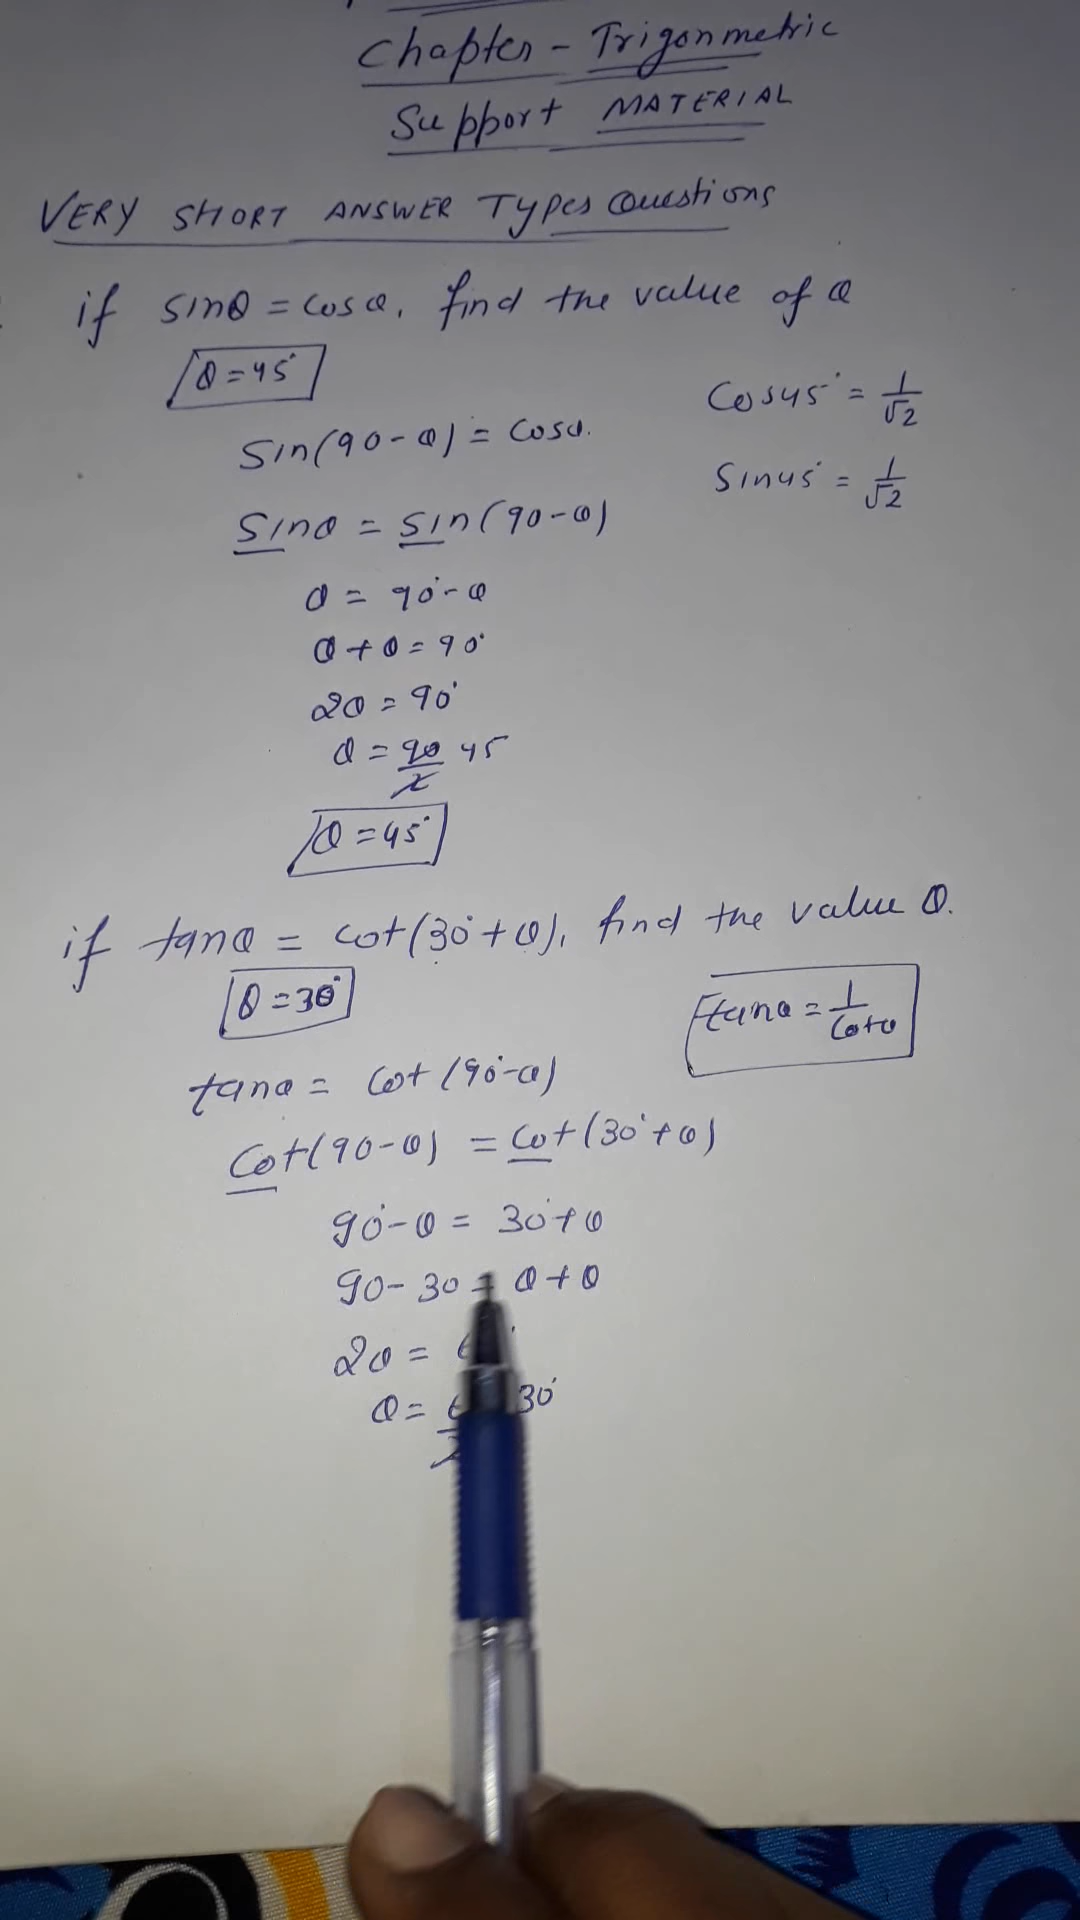 Chapter - Trigonmetric
Support MATERIAL
VERY SHORT ANSWER Types Questions
if sinθ = cosθ, find the value of θ
θ = 45°
Cos45° = 1/√2
Sin(90-θ) = Cosθ.
Sin45° = 1/√2
Sinθ = Sin(90-θ)
θ = 90°-θ
θ + θ = 90°
2θ = 90°
θ = 90/2 45
θ = 45°
if tanθ = cot(30°+θ), find the value θ.
θ = 30°
tanθ = 1/Cotθ
tanθ = Cot(90°-θ)
Cot(90-θ) = Cot(30°+θ)
90°-θ = 30°+θ
90-30 = θ+θ
2θ =
θ = 30°